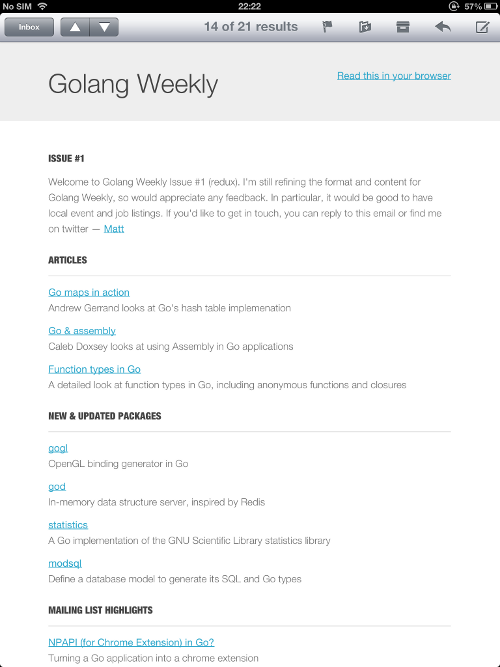 No SIM 22:22 57%
Inbox 14 of 21 results
Golang Weekly
Read this in your browser
ISSUE #1
Welcome to Golang Weekly Issue #1 (redux). I'm still refining the format and content for
Golang Weekly, so would appreciate any feedback. In particular, it would be good to have
local event and job listings. If you'd like to get in touch, you can reply to this email or find me
on twitter — Matt
ARTICLES
Go maps in action
Andrew Gerrand looks at Go's hash table implemenation
Go & assembly
Caleb Doxsey looks at using Assembly in Go applications
Function types in Go
A detailed look at function types in Go, including anonymous functions and closures
NEW & UPDATED PACKAGES
gogl
OpenGL binding generator in Go
god
In-memory data structure server, inspired by Redis
statistics
A Go implementation of the GNU Scientific Library statistics library
modsql
Define a database model to generate its SQL and Go types
MAILING LIST HIGHLIGHTS
NPAPI (for Chrome Extension) in Go?
Turning a Go application into a chrome extension